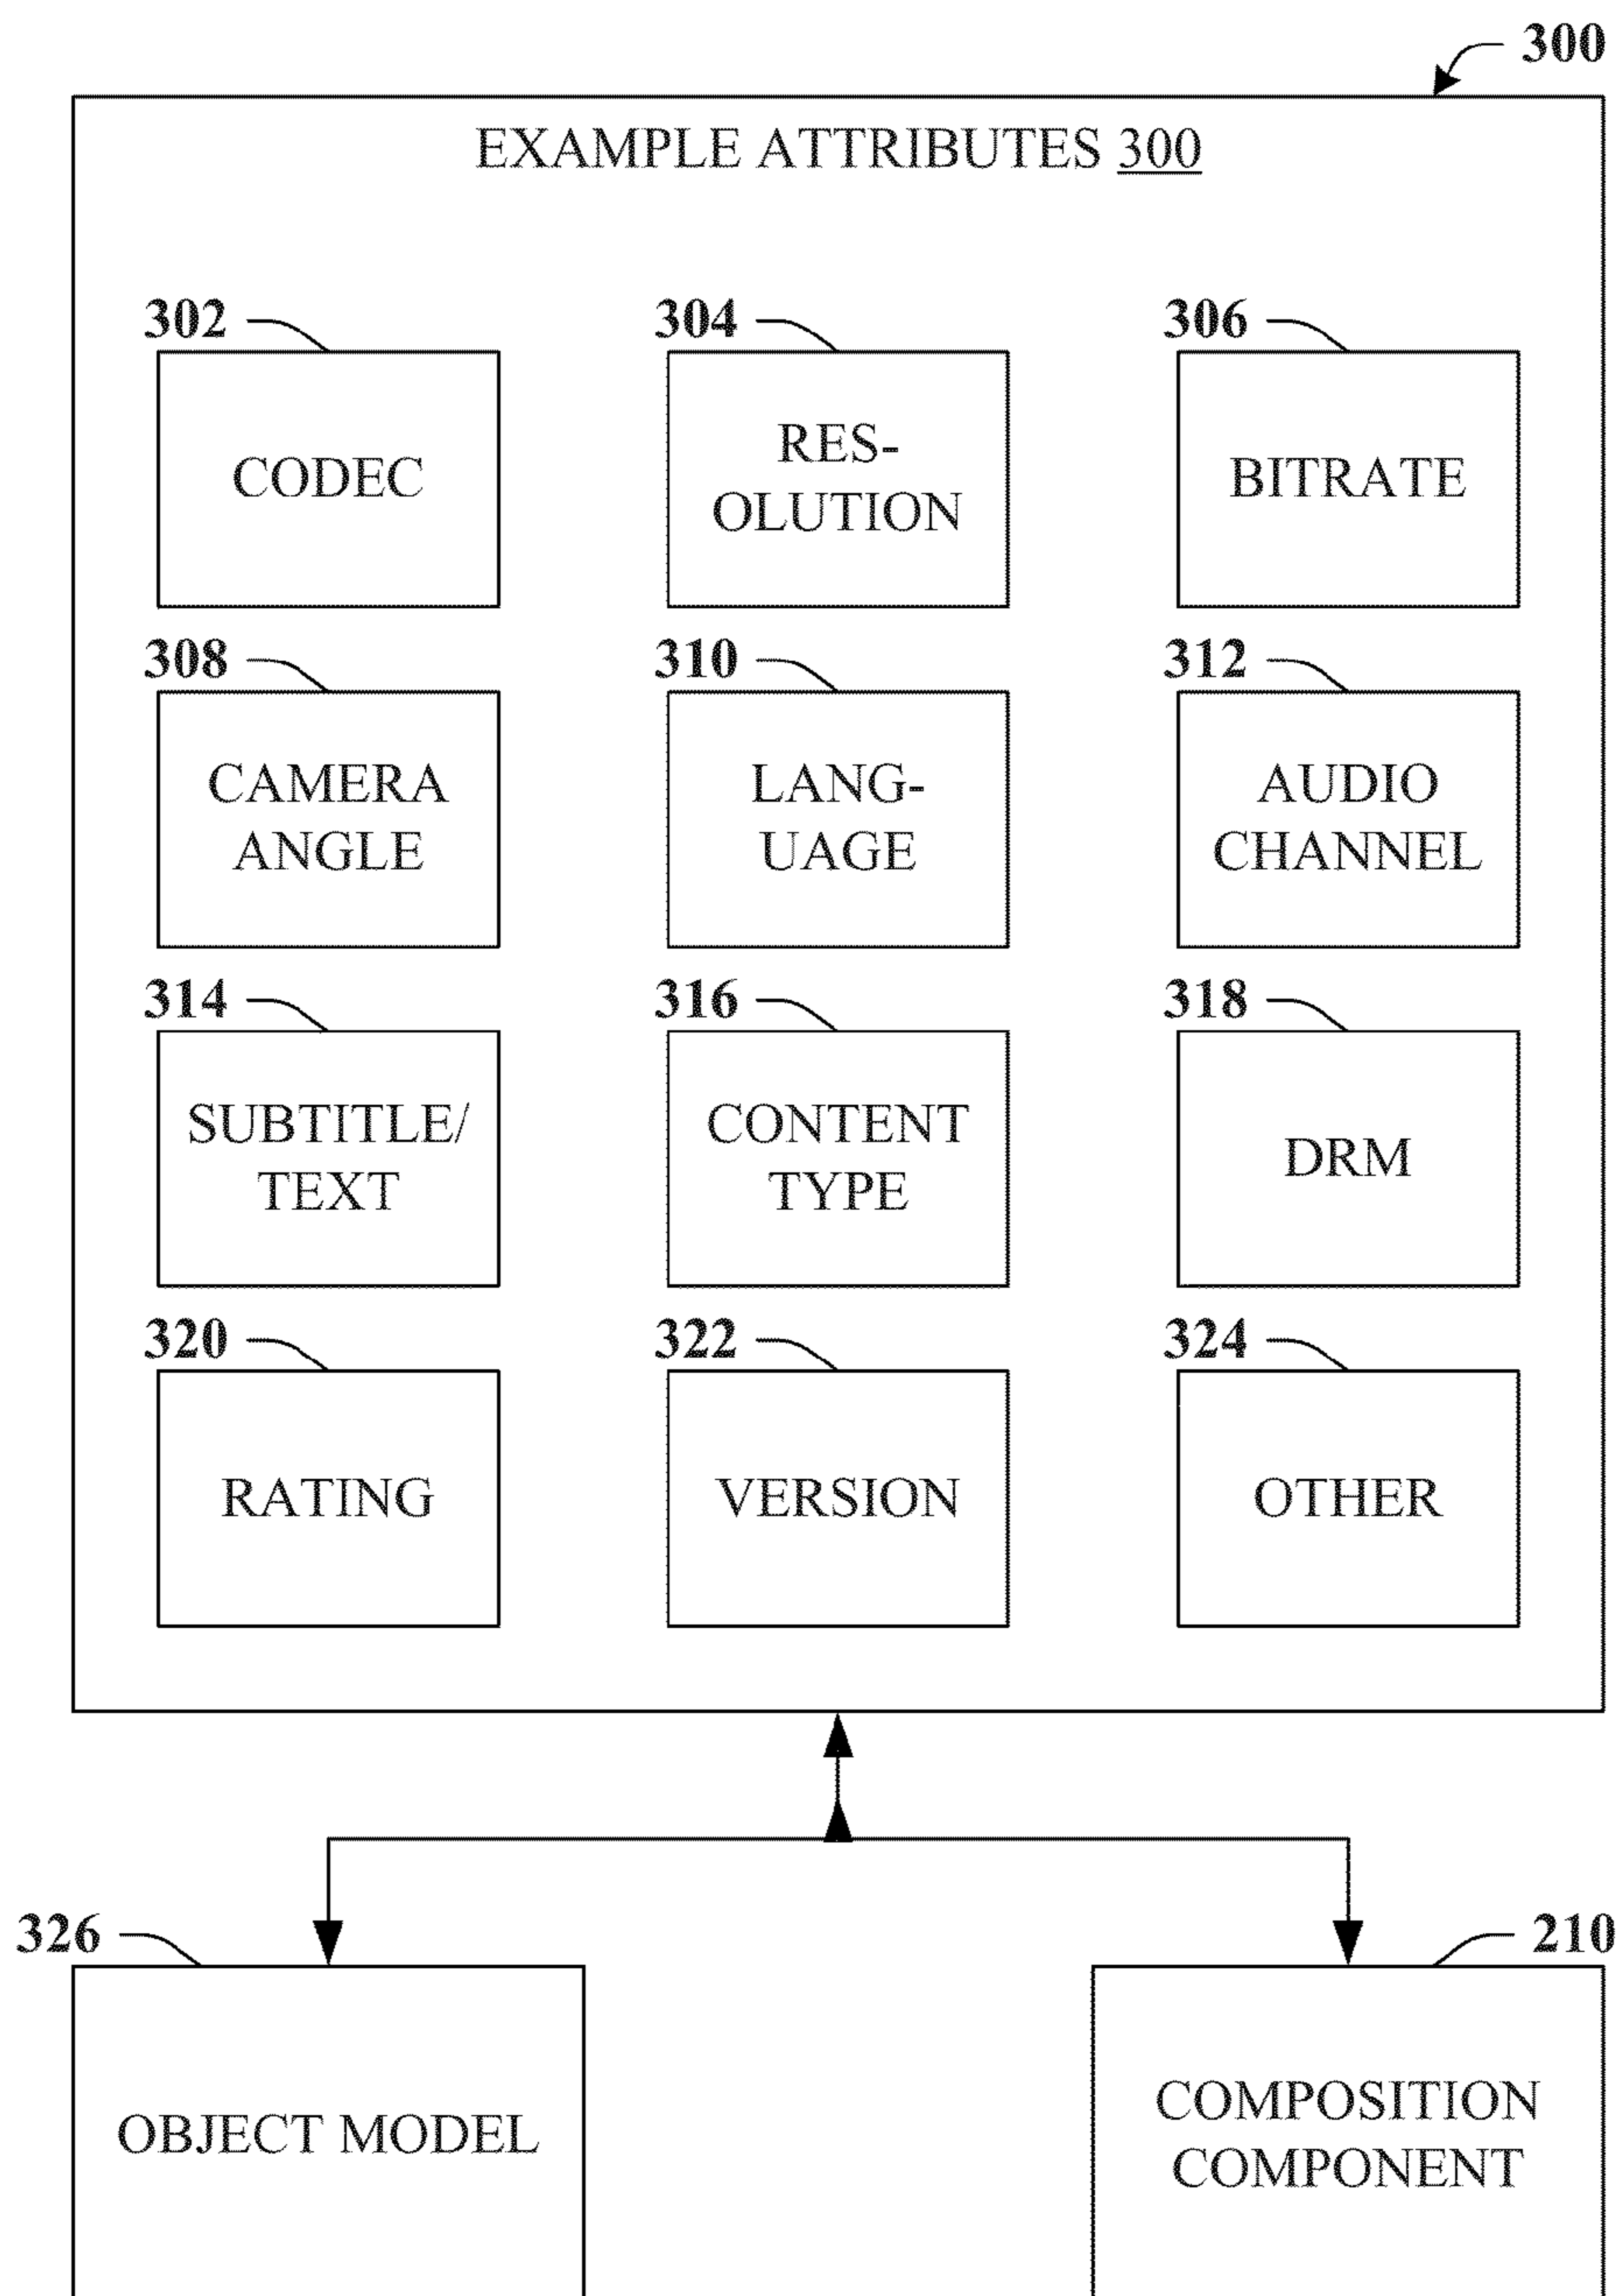 300
EXAMPLE ATTRIBUTES 300
302
304
306
CODEC
RES-
OLUTION
BITRATE
308
310
312
CAMERA
ANGLE
LANG-
UAGE
AUDIO
CHANNEL
314
316
318
SUBTITLE/
TEXT
CONTENT
TYPE
DRM
320
322
324
RATING
VERSION
OTHER
326
210
OBJECT MODEL
COMPOSITION
COMPONENT